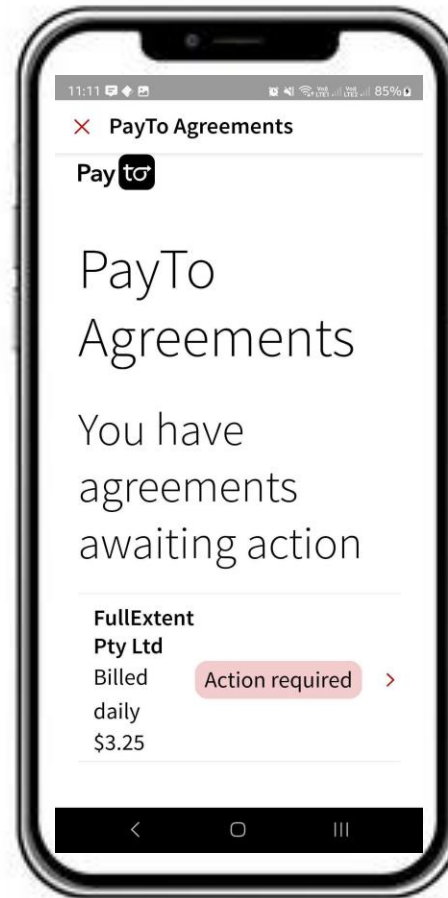 11:11 85%
PayTo Agreements
Pay to
PayTo
Agreements
You have
agreements
awaiting action
FullExtent
Pty Ltd
Billed
daily
$3.25
Action required